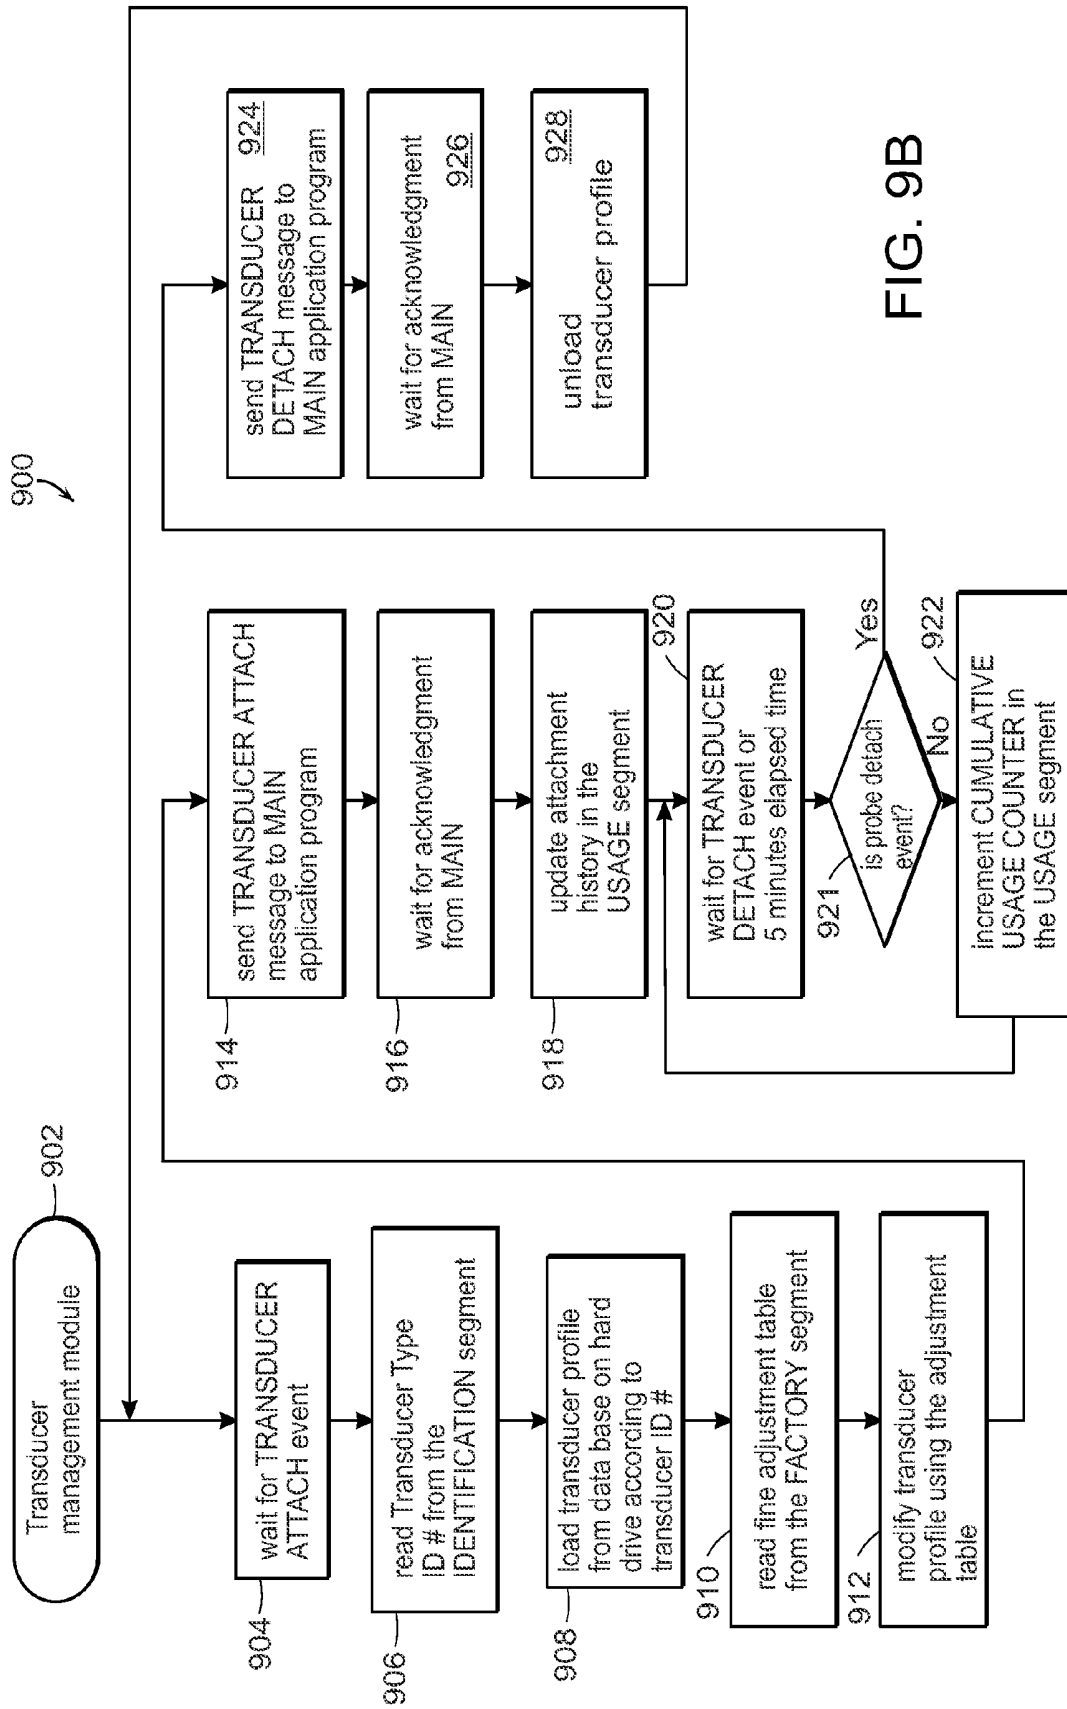 900
Transducer
management module
902
wait for TRANSDUCER
ATTACH event
904
read Transducer Type
ID # from the
IDENTIFICATION segment
906
load transducer profile
from data base on hard
drive according to
transducer ID #
908
read fine adjustment table
from the FACTORY segment
910
modify transducer
profile using the adjustment
table
912
send TRANSDUCER ATTACH
message to MAIN
application program
914
wait for acknowledgment
from MAIN
916
update attachment
history in the
USAGE segment
918
wait for TRANSDUCER
DETACH event or
5 minutes elapsed time
920
is probe detach
event?
921
Yes
No
increment CUMULATIVE
USAGE COUNTER in
the USAGE segment
922
send TRANSDUCER 924
DETACH message to
MAIN application program
wait for acknowledgment
from MAIN 926
unload 928
transducer profile
FIG. 9B